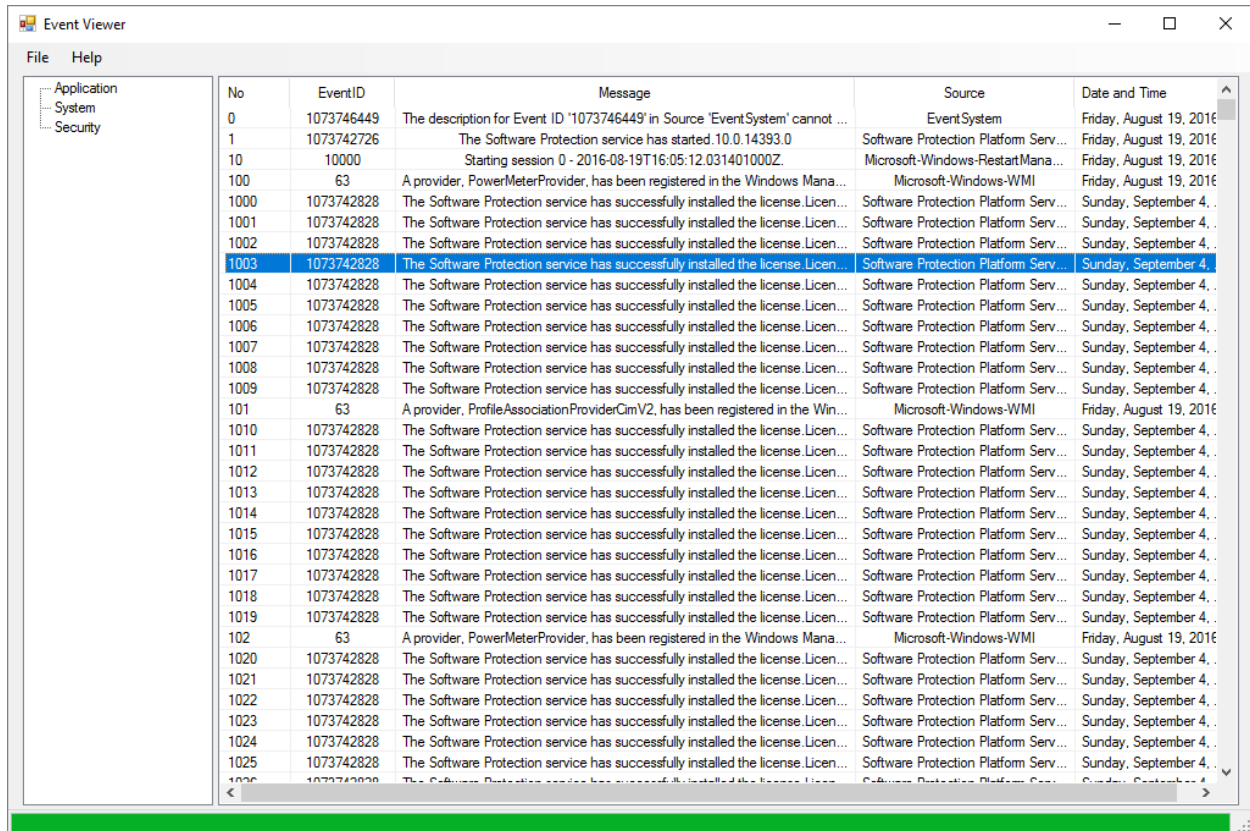 Event Viewer
File Help
Application
System
Security
No EventID Message Source Date and Time
0 1073746449 The description for Event ID '1073746449' in Source 'EventSystem' cannot ... EventSystem Friday, August 19, 2016
1 1073742726 The Software Protection service has started.10.0.14393.0 Software Protection Platform Serv... Friday, August 19, 2016
10 10000 Starting session 0 - 2016-08-19T16:05:12.031401000Z. Microsoft-Windows-RestartMana... Friday, August 19, 2016
100 63 A provider, PowerMeterProvider, has been registered in the Windows Mana... Microsoft-Windows-WMI Friday, August 19, 2016
1000 1073742828 The Software Protection service has successfully installed the license.Licen... Software Protection Platform Serv... Sunday, September 4, .
1001 1073742828 The Software Protection service has successfully installed the license.Licen... Software Protection Platform Serv... Sunday, September 4, .
1002 1073742828 The Software Protection service has successfully installed the license.Licen... Software Protection Platform Serv... Sunday, September 4, .
1003 1073742828 The Software Protection service has successfully installed the license.Licen... Software Protection Platform Serv... Sunday, September 4, .
1004 1073742828 The Software Protection service has successfully installed the license.Licen... Software Protection Platform Serv... Sunday, September 4, .
1005 1073742828 The Software Protection service has successfully installed the license.Licen... Software Protection Platform Serv... Sunday, September 4, .
1006 1073742828 The Software Protection service has successfully installed the license.Licen... Software Protection Platform Serv... Sunday, September 4, .
1007 1073742828 The Software Protection service has successfully installed the license.Licen... Software Protection Platform Serv... Sunday, September 4, .
1008 1073742828 The Software Protection service has successfully installed the license.Licen... Software Protection Platform Serv... Sunday, September 4, .
1009 1073742828 The Software Protection service has successfully installed the license.Licen... Software Protection Platform Serv... Sunday, September 4, .
101 63 A provider, ProfileAssociationProviderCimV2, has been registered in the Win... Microsoft-Windows-WMI Friday, August 19, 2016
1010 1073742828 The Software Protection service has successfully installed the license.Licen... Software Protection Platform Serv... Sunday, September 4, .
1011 1073742828 The Software Protection service has successfully installed the license.Licen... Software Protection Platform Serv... Sunday, September 4, .
1012 1073742828 The Software Protection service has successfully installed the license.Licen... Software Protection Platform Serv... Sunday, September 4, .
1013 1073742828 The Software Protection service has successfully installed the license.Licen... Software Protection Platform Serv... Sunday, September 4, .
1014 1073742828 The Software Protection service has successfully installed the license.Licen... Software Protection Platform Serv... Sunday, September 4, .
1015 1073742828 The Software Protection service has successfully installed the license.Licen... Software Protection Platform Serv... Sunday, September 4, .
1016 1073742828 The Software Protection service has successfully installed the license.Licen... Software Protection Platform Serv... Sunday, September 4, .
1017 1073742828 The Software Protection service has successfully installed the license.Licen... Software Protection Platform Serv... Sunday, September 4, .
1018 1073742828 The Software Protection service has successfully installed the license.Licen... Software Protection Platform Serv... Sunday, September 4, .
1019 1073742828 The Software Protection service has successfully installed the license.Licen... Software Protection Platform Serv... Sunday, September 4, .
102 63 A provider, PowerMeterProvider, has been registered in the Windows Mana... Microsoft-Windows-WMI Friday, August 19, 2016
1020 1073742828 The Software Protection service has successfully installed the license.Licen... Software Protection Platform Serv... Sunday, September 4, .
1021 1073742828 The Software Protection service has successfully installed the license.Licen... Software Protection Platform Serv... Sunday, September 4, .
1022 1073742828 The Software Protection service has successfully installed the license.Licen... Software Protection Platform Serv... Sunday, September 4, .
1023 1073742828 The Software Protection service has successfully installed the license.Licen... Software Protection Platform Serv... Sunday, September 4, .
1024 1073742828 The Software Protection service has successfully installed the license.Licen... Software Protection Platform Serv... Sunday, September 4, .
1025 1073742828 The Software Protection service has successfully installed the license.Licen... Software Protection Platform Serv... Sunday, September 4, .